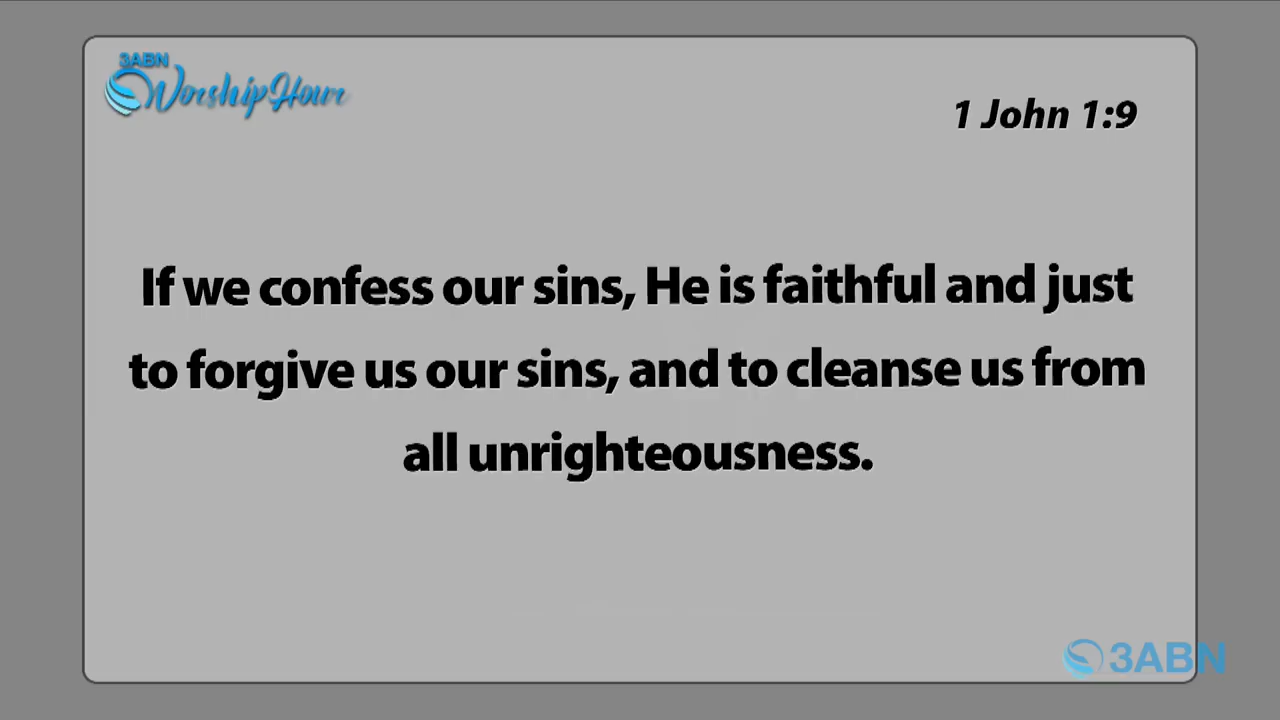 3ABN
Worship Hour
1 John 1:9
If we confess our sins, He is faithful and just
to forgive us our sins, and to cleanse us from
all unrighteousness.
3ABN